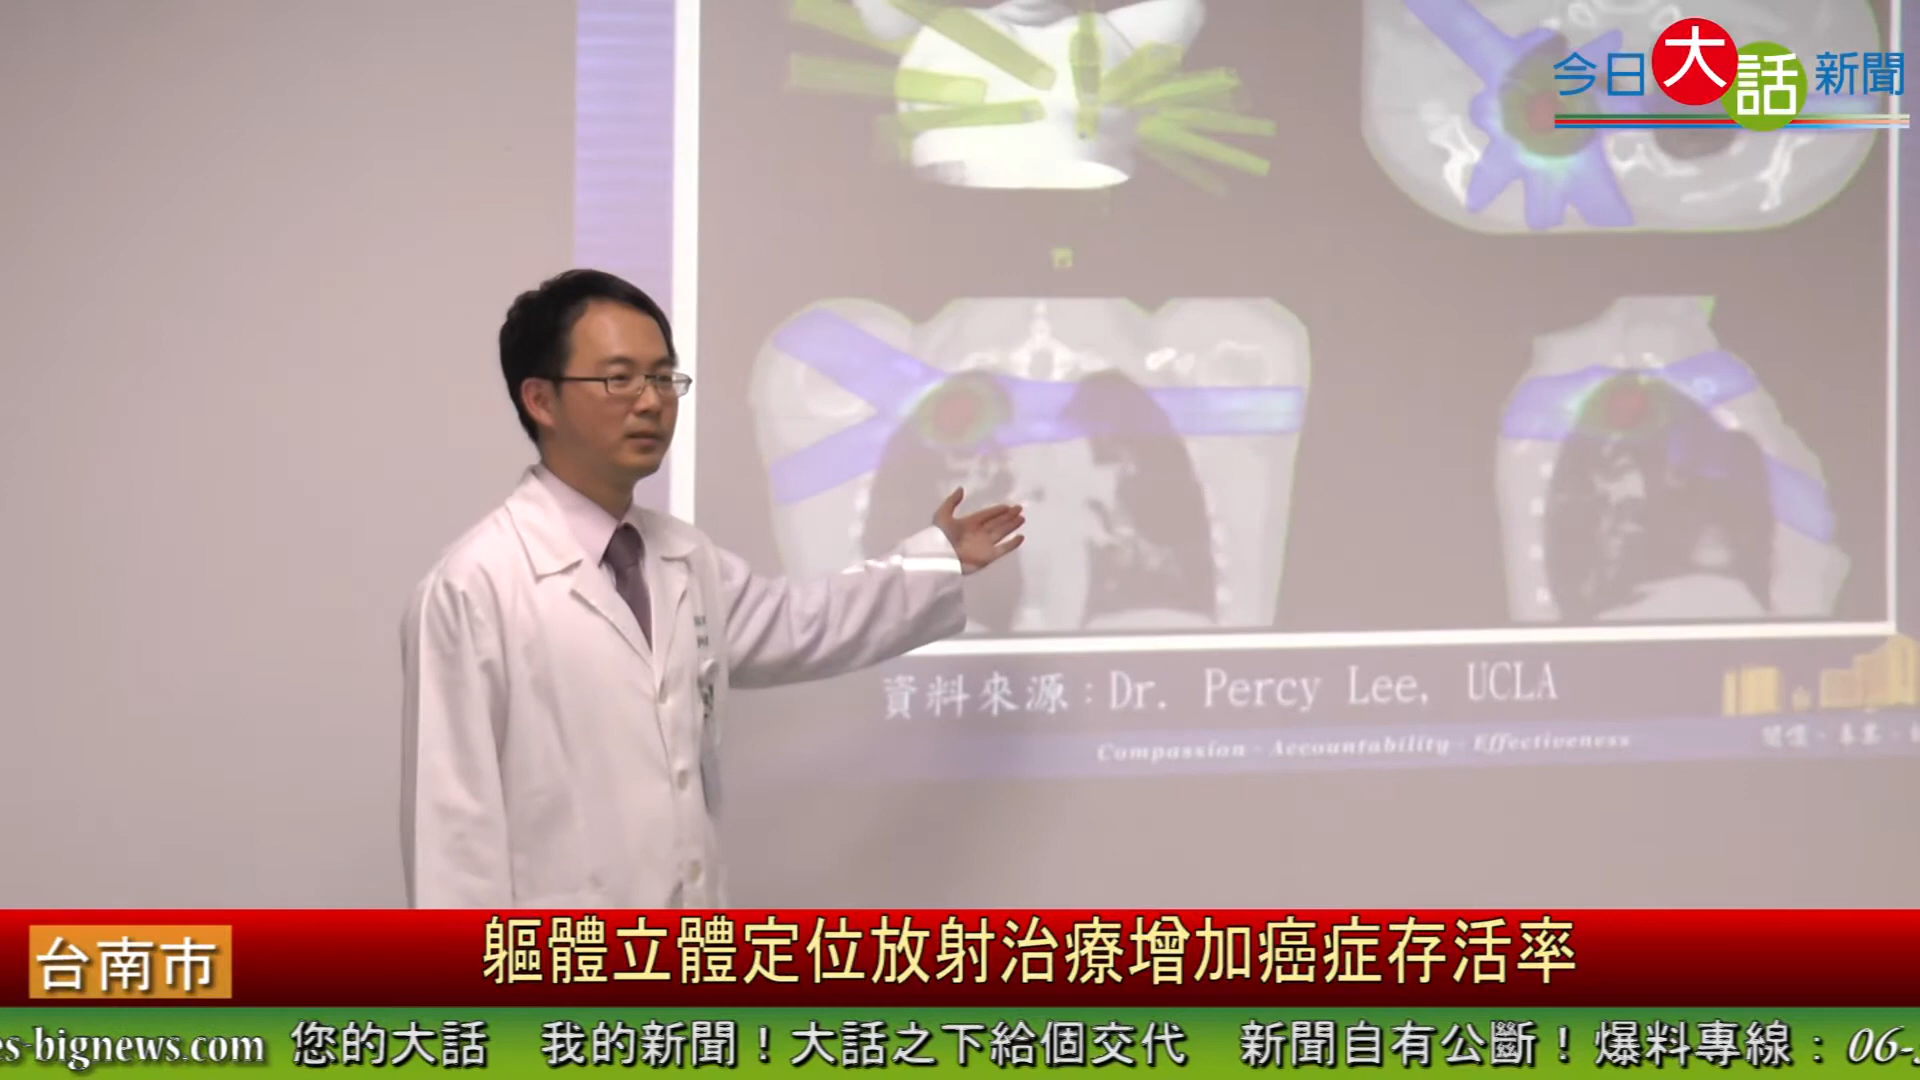 今日大話新聞
資料來源：Dr. Percy Lee, UCLA
Compassion - Accountability - Effectiveness
台南市
軀體立體定位放射治療增加癌症存活率
es-bignews.com 您的大話 我的新聞！大話之下給個交代 新聞自有公斷！爆料專線：06-